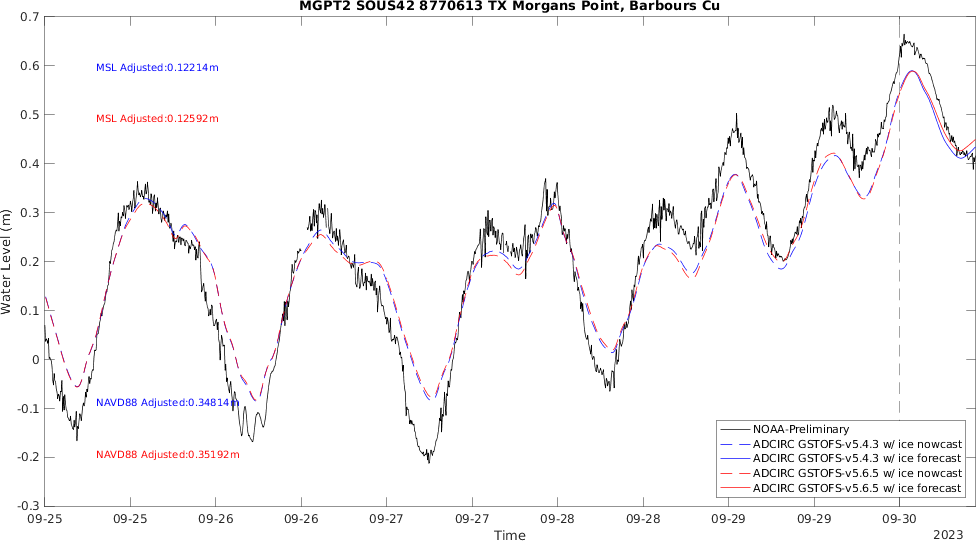 MGPT2 SOUS42 8770613 TX Morgans Point, Barbours Cu
0.7
0.6
0.5
0.4
0.3
0.2
0.1
0
-0.1
-0.2
-0.3
Water Level (m)
MSL Adjusted:0.12214m
MSL Adjusted:0.12592m
NAVD88 Adjusted:0.34814m
NAVD88 Adjusted:0.35192m
NOAA-Preliminary
ADCIRC GSTOFS-v5.4.3 w/ ice nowcast
ADCIRC GSTOFS-v5.4.3 w/ ice forecast
ADCIRC GSTOFS-v5.6.5 w/ ice nowcast
ADCIRC GSTOFS-v5.6.5 w/ ice forecast
09-25 09-25 09-26 09-26 09-27 09-27 09-28 09-28 09-29 09-29 09-30
Time
2023